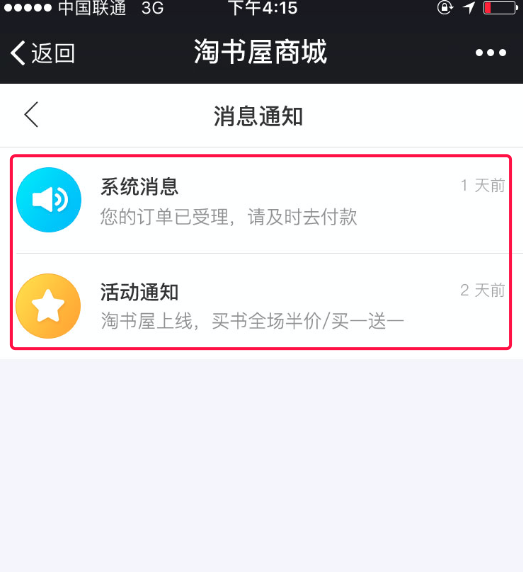 中国联通 3G 下午4:15
返回 淘书屋商城
消息通知
系统消息 1 天前
您的订单已受理，请及时去付款
活动通知 2 天前
淘书屋上线，买书全场半价/买一送一